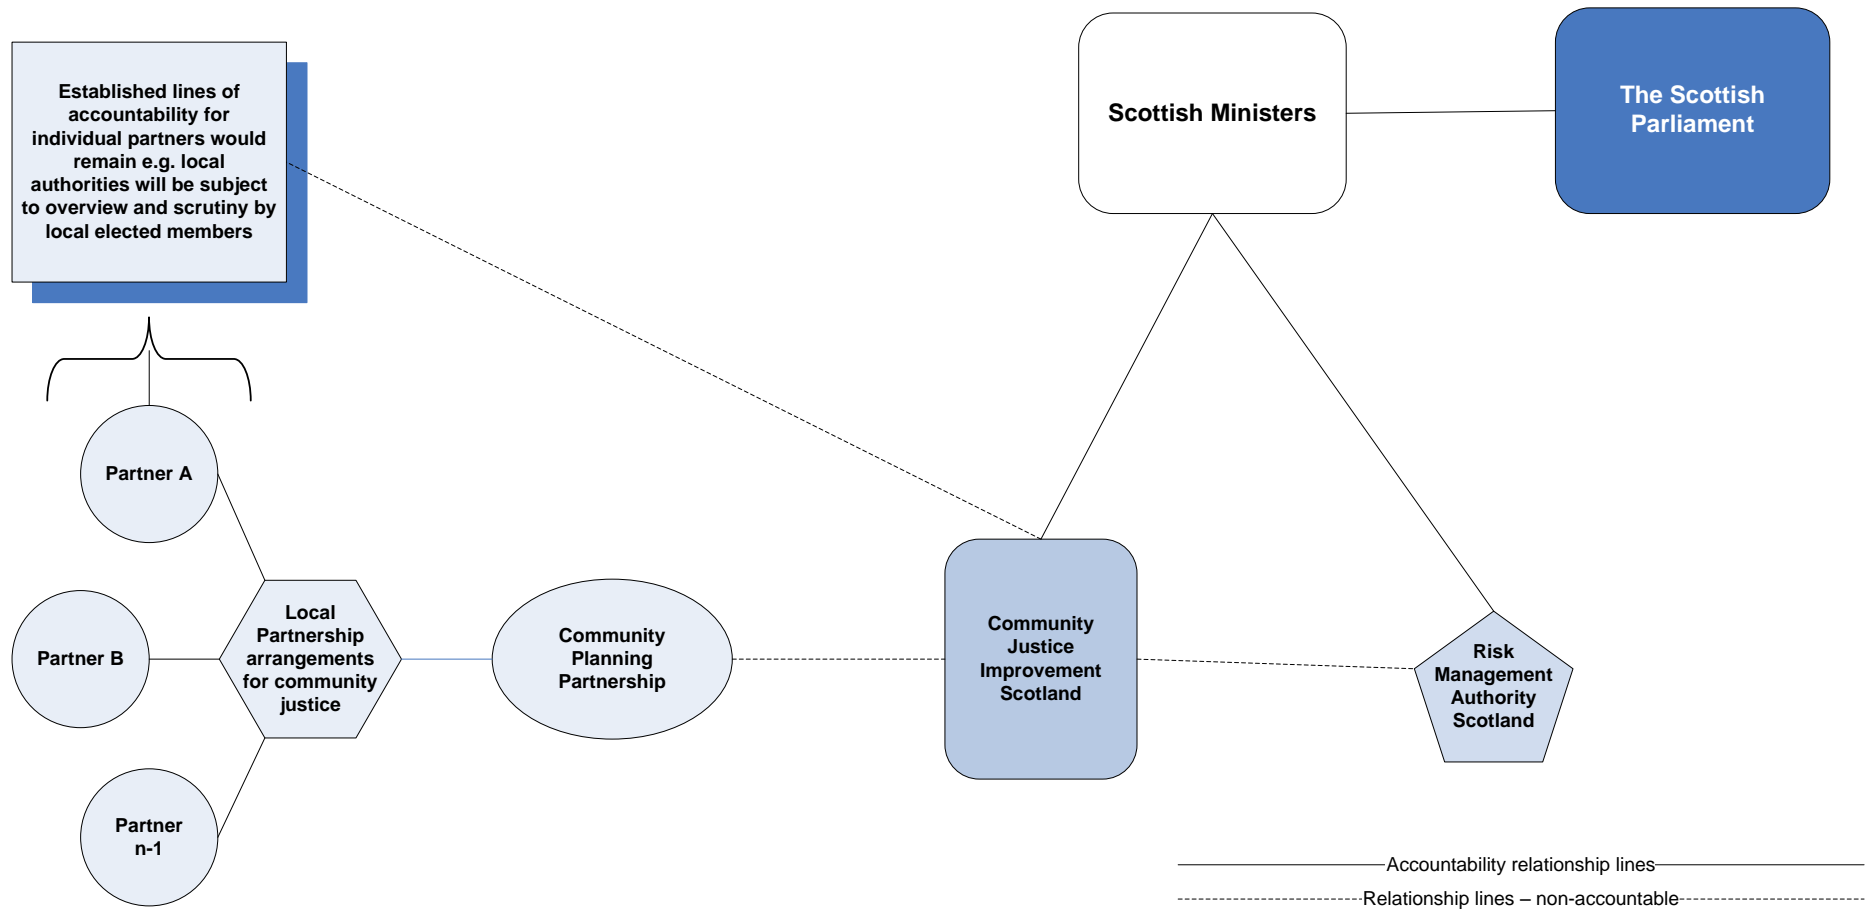 Established lines of
accountability for
individual partners would
remain e.g. local
authorities will be subject
to overview and scrutiny by
local elected members
Scottish Ministers
The Scottish
Parliament
Partner A
Partner B
Partner
n-1
Local
Partnership
arrangements
for community
justice
Community
Planning
Partnership
Community
Justice
Improvement
Scotland
Risk
Management
Authority
Scotland
Accountability relationship lines
Relationship lines – non-accountable